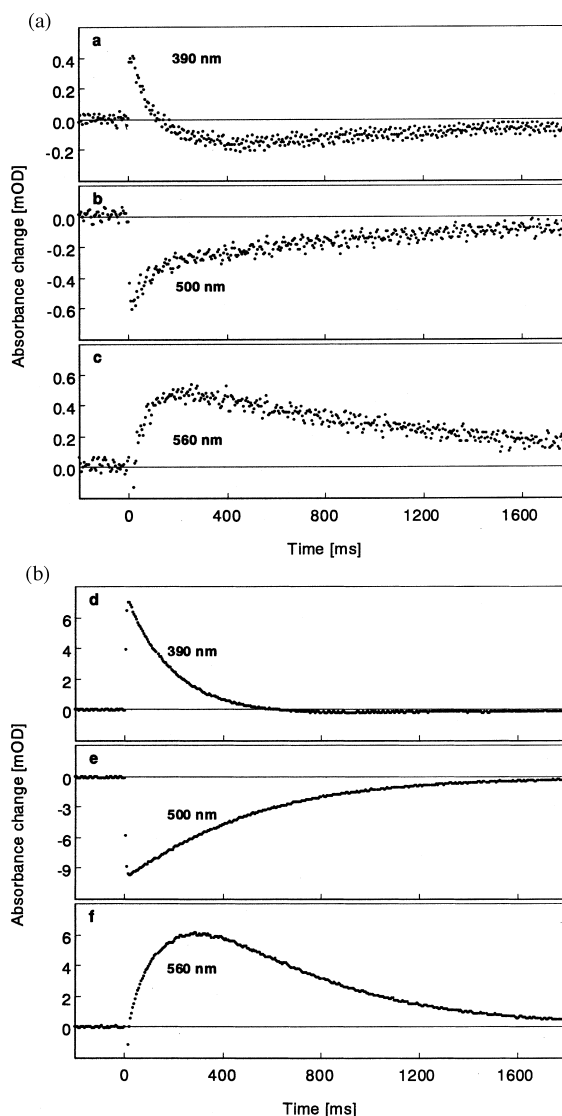 (a)
a
390 nm
0.4
0.2
0.0
-0.2
b
500 nm
0.0
-0.2
-0.4
-0.6
c
560 nm
0.6
0.4
0.2
0.0
Absorbance change [mOD]
0 400 800 1200 1600
Time [ms]
(b)
d
390 nm
6
4
2
0
e
500 nm
0
-3
-6
-9
f
560 nm
6
4
2
0
Absorbance change [mOD]
0 400 800 1200 1600
Time [ms]